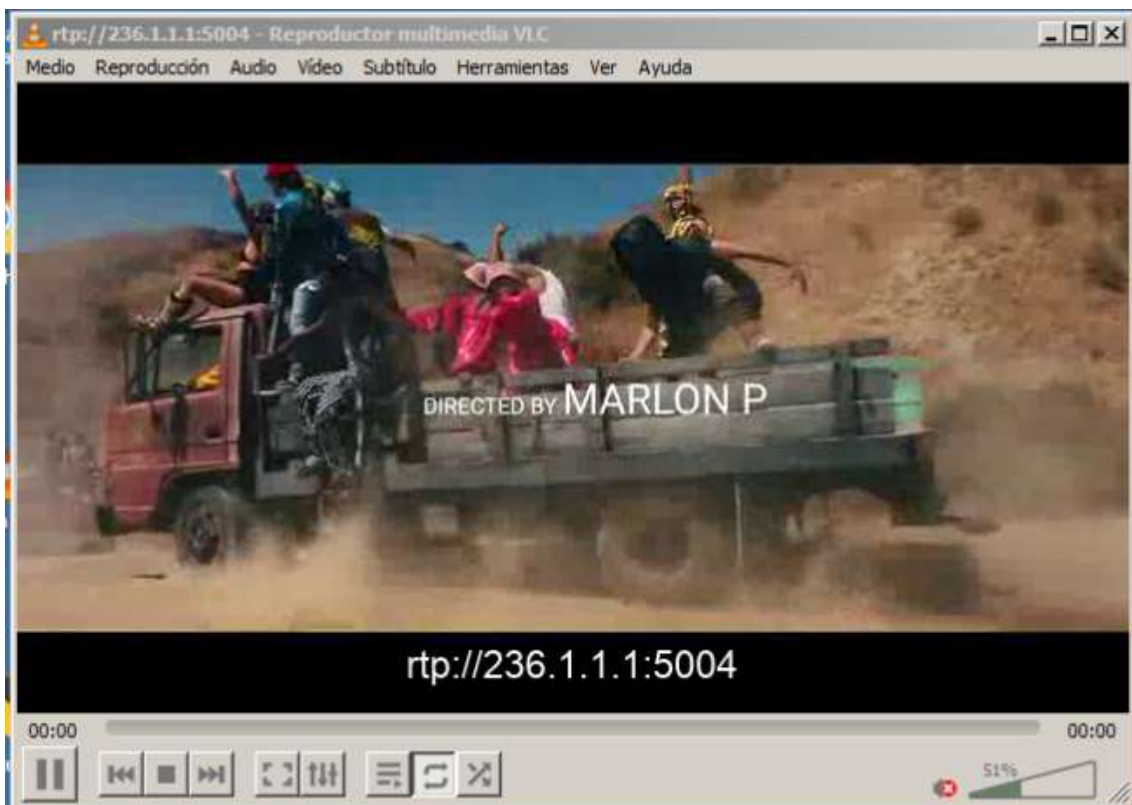 rtp://236.1.1.1:5004 - Reproductor multimedia VLC
Medio Reproducción Audio Vídeo Subtítulo Herramientas Ver Ayuda
DIRECTED BY MARLON P
rtp://236.1.1.1:5004
00:00 00:00
51%